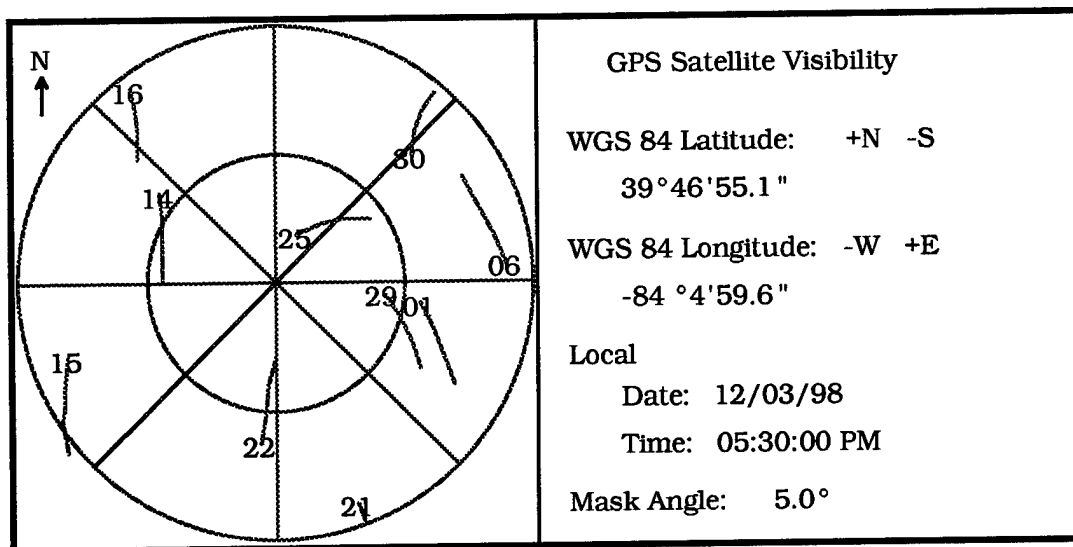 N
16
30
14
25
06
29
01
15
22
21
GPS Satellite Visibility
WGS 84 Latitude: +N -S
39°46'55.1"
WGS 84 Longitude: -W +E
-84 °4'59.6"
Local
Date: 12/03/98
Time: 05:30:00 PM
Mask Angle: 5.0°